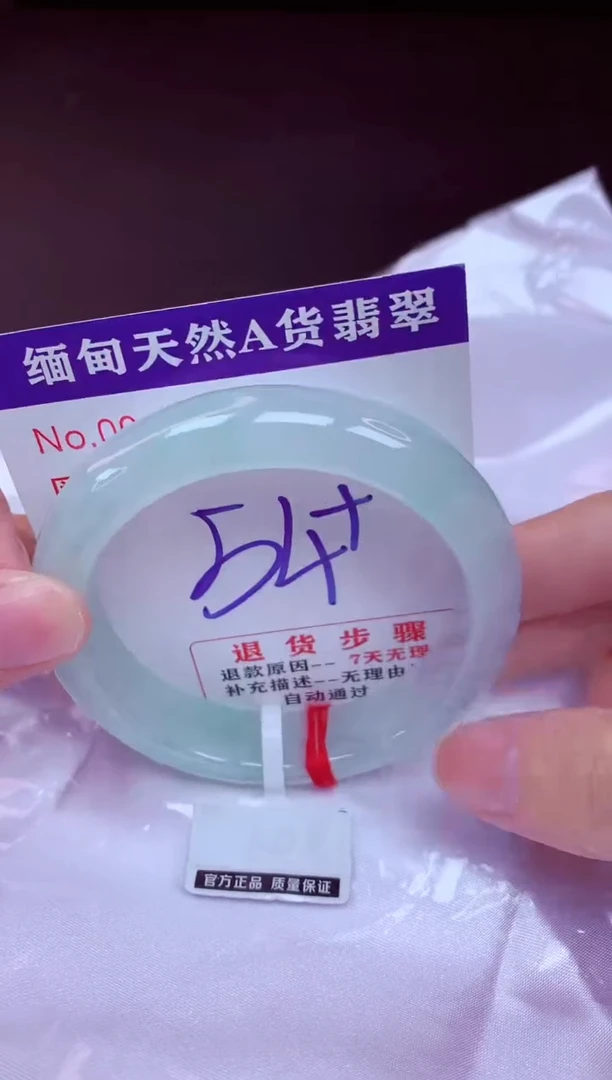 缅甸天然A货翡翠
No.00
54+
退货步骤
退款原因--7天无理
补充描述--无理由
自动通过
官方正品 质量保证